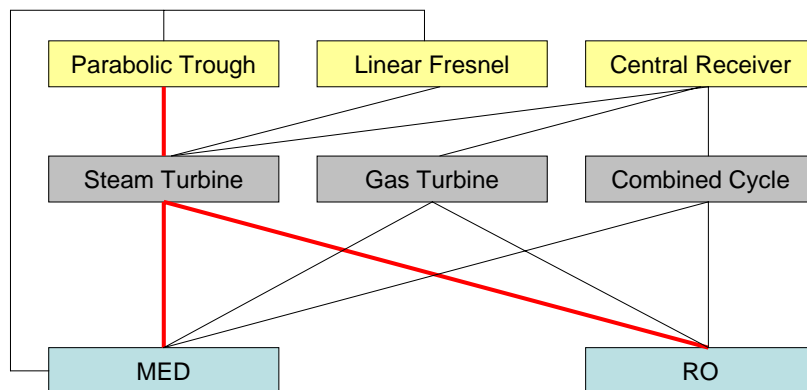 Parabolic Trough
Linear Fresnel
Central Receiver
Steam Turbine
Gas Turbine
Combined Cycle
MED
RO